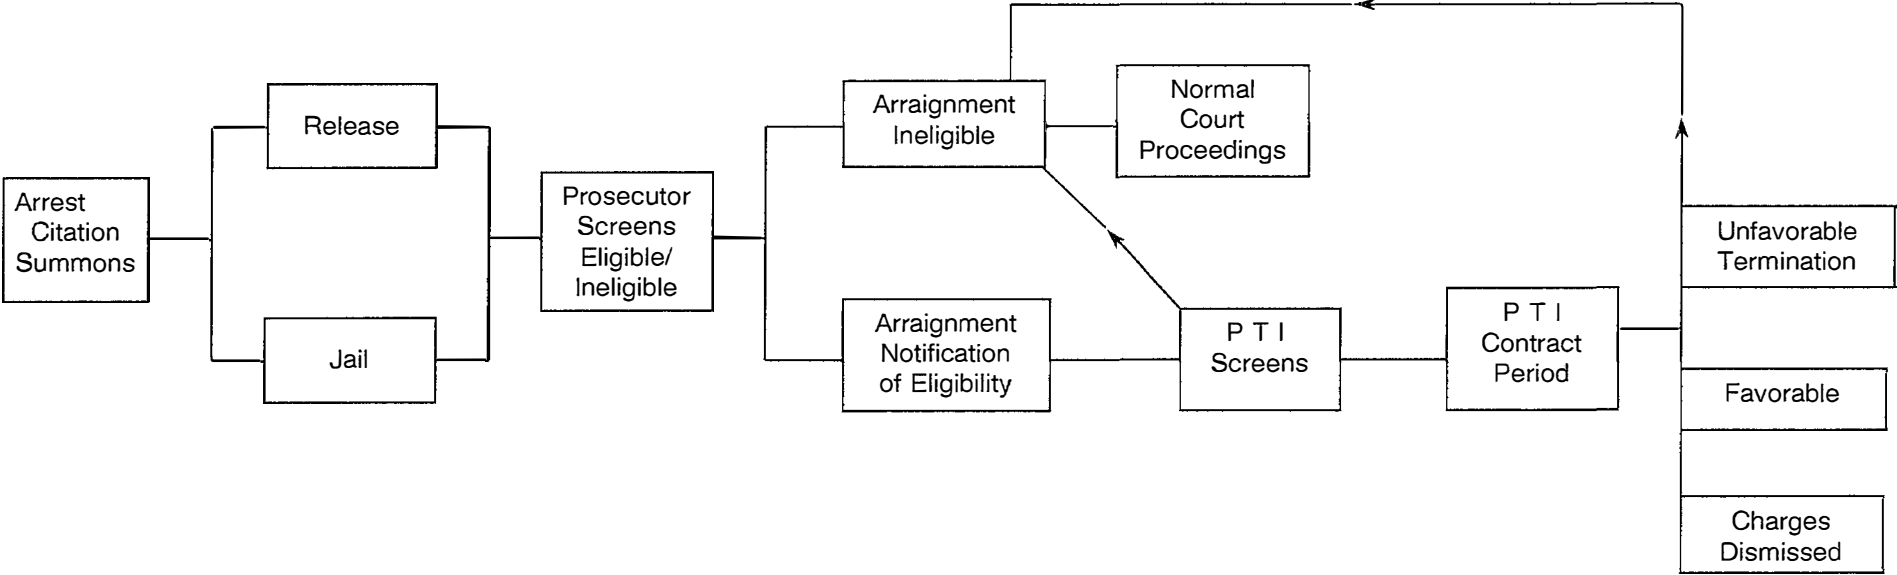 Arrest
Citation
Summons
Release
Jail
Prosecutor
Screens
Eligible/
Ineligible
Arraignment
Ineligible
Normal
Court
Proceedings
Arraignment
Notification
of Eligibility
P T I
Screens
P T I
Contract
Period
Unfavorable
Termination
Favorable
Charges
Dismissed